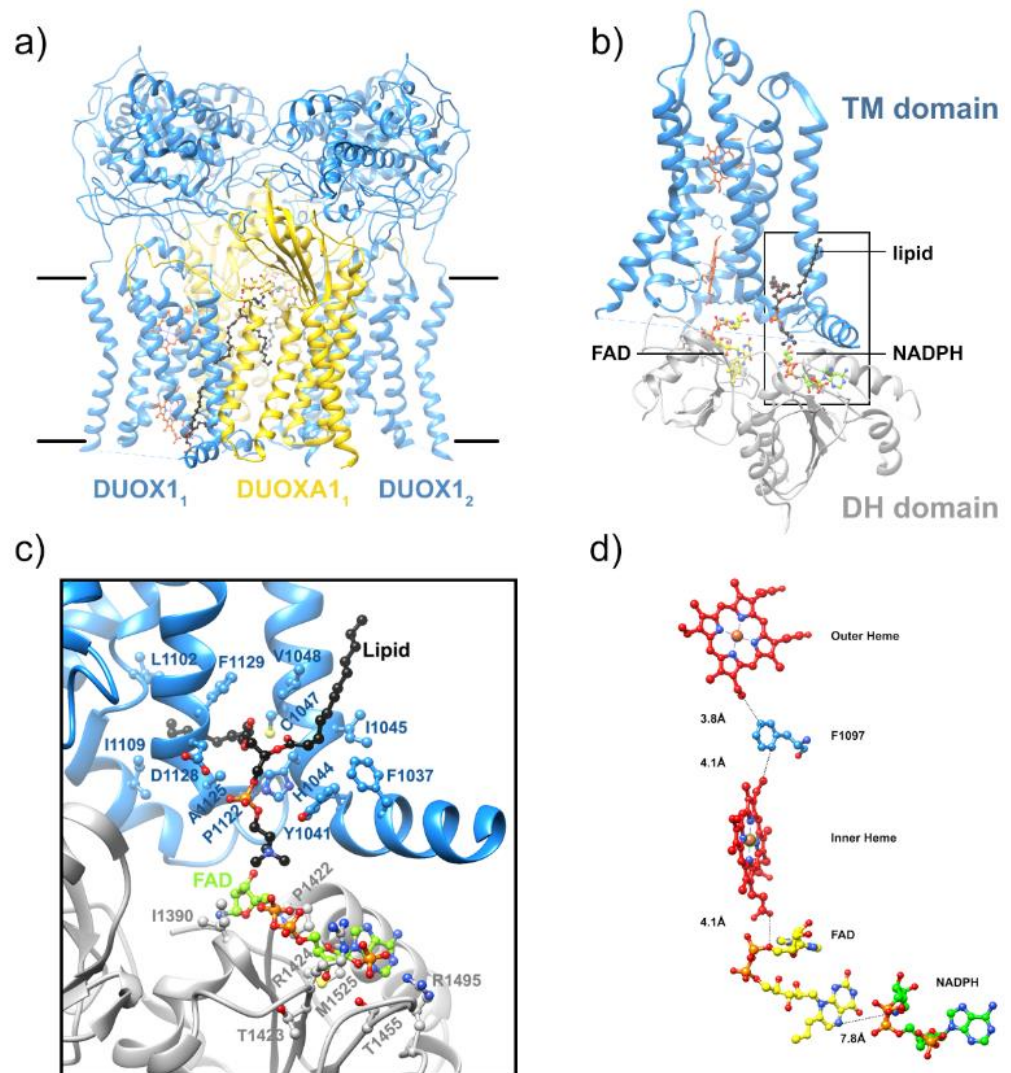 a)
DUOX1₁
DUOXA1₁
DUOX1₂
b)
TM domain
lipid
FAD
NADPH
DH domain
c)
Lipid
L1102
F1129
V1048
C1047
I1045
I1109
D1128
A1125
P1122
H1044
F1037
Y1041
FAD
P1422
I1390
R1424
M1525
R1495
T1423
T1455
d)
Outer Heme
3.8Å
F1097
4.1Å
Inner Heme
4.1Å
FAD
NADPH
7.8Å